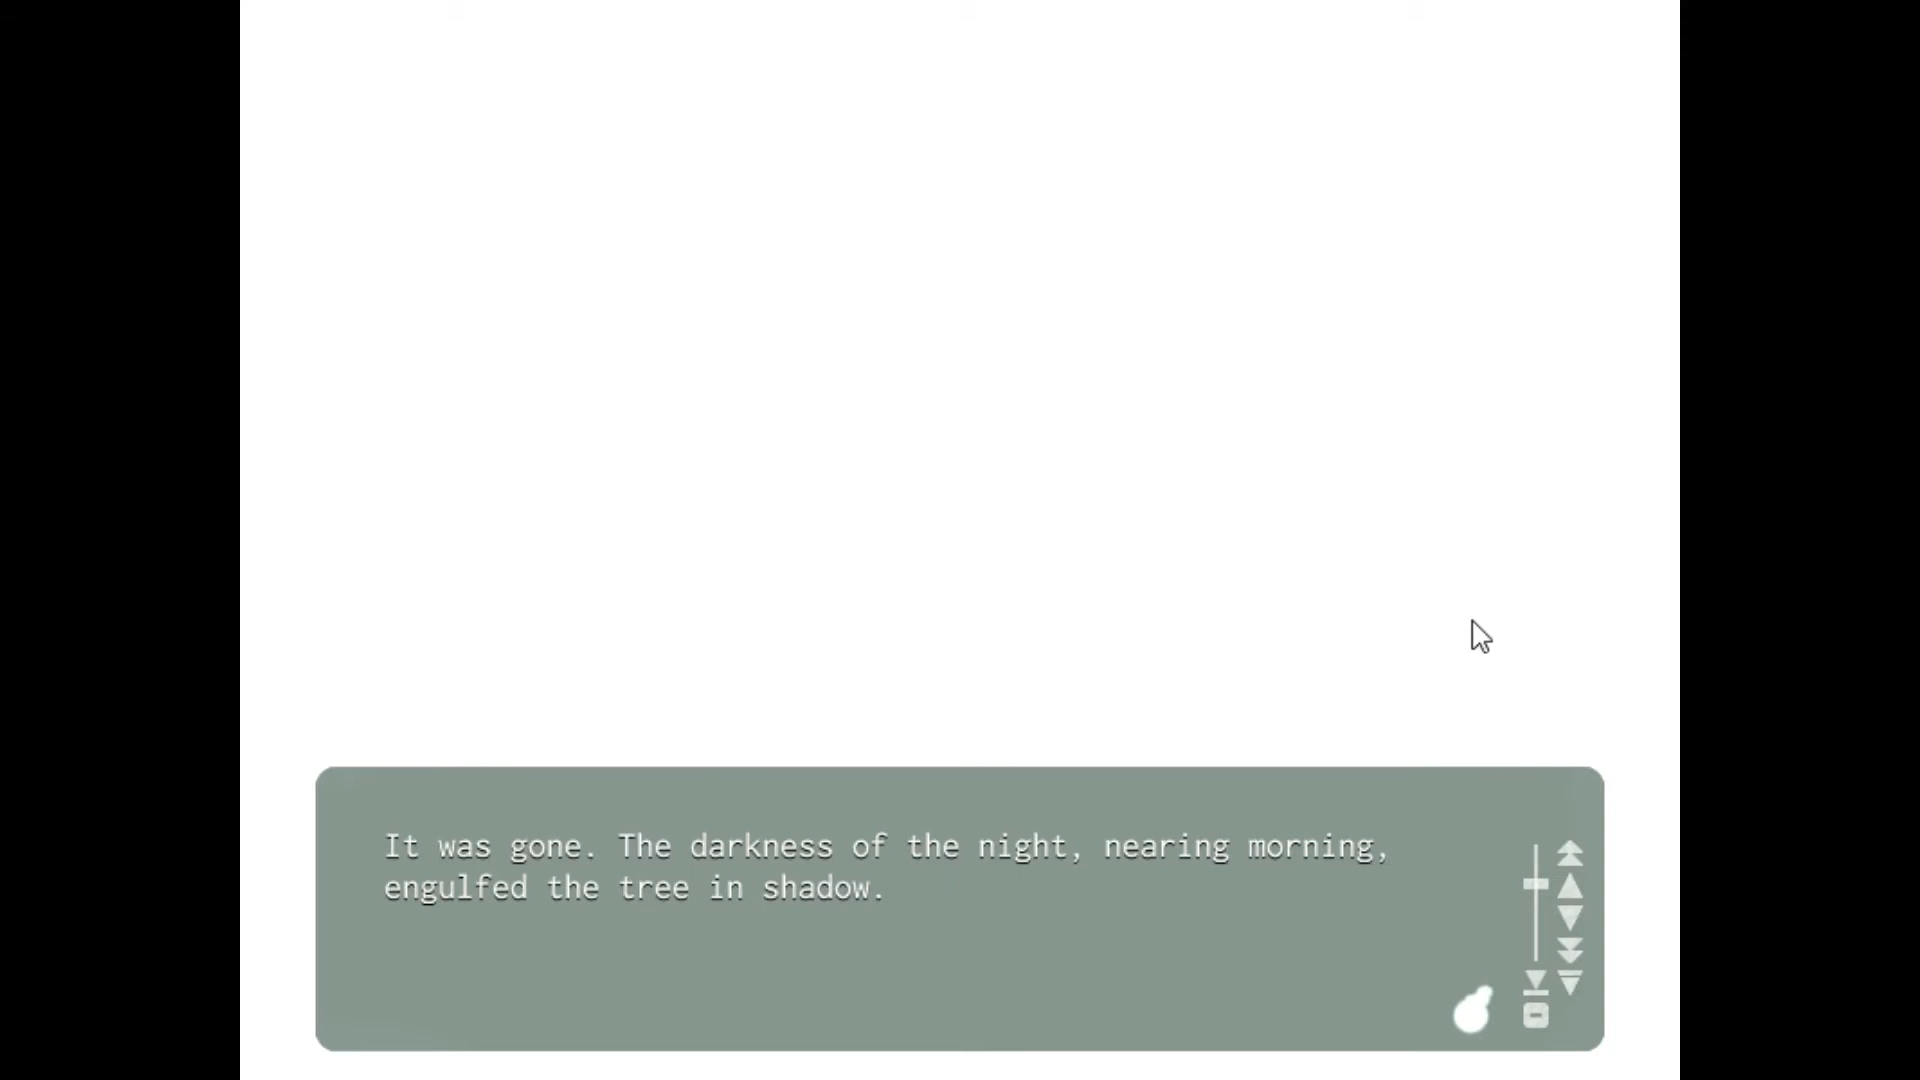 It was gone. The darkness of the night, nearing morning,
engulfed the tree in shadow.